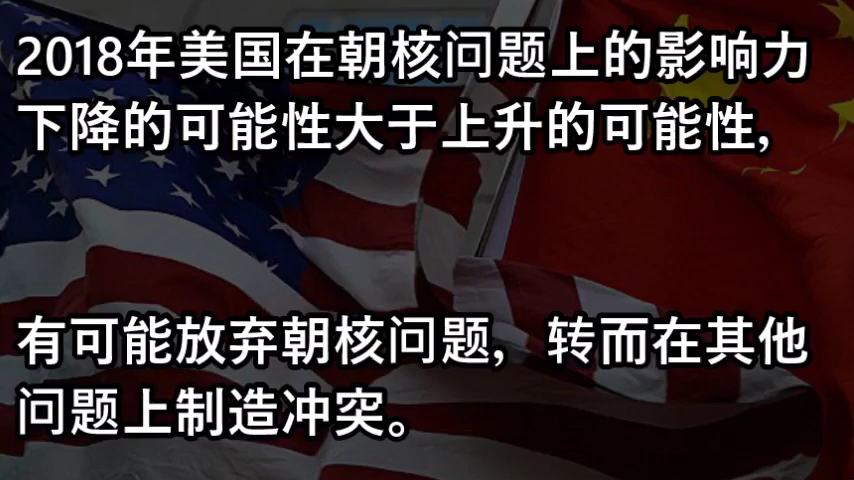 2018年美国在朝核问题上的影响力
下降的可能性大于上升的可能性,
有可能放弃朝核问题, 转而在其他
问题上制造冲突。